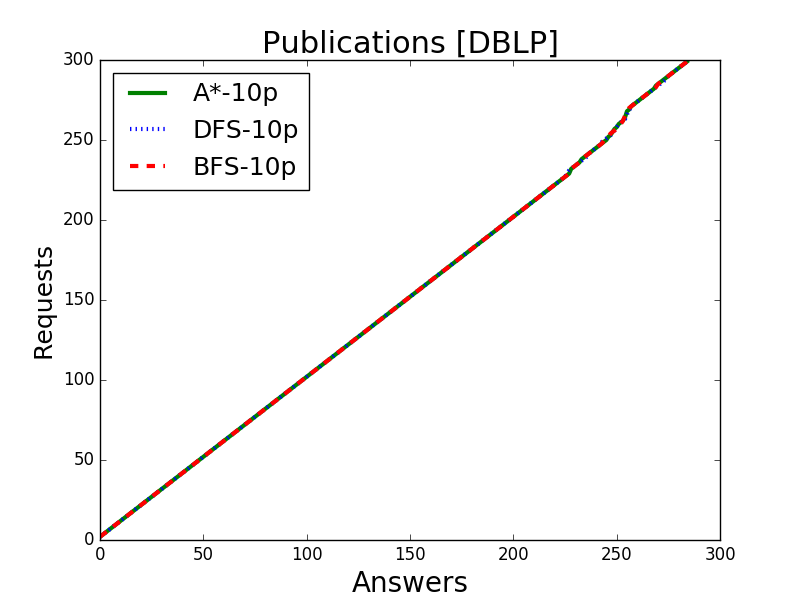 Publications [DBLP]
A*-10p
DFS-10p
BFS-10p
300
250
200
150
100
50
0
Requests
0 50 100 150 200 250 300
Answers